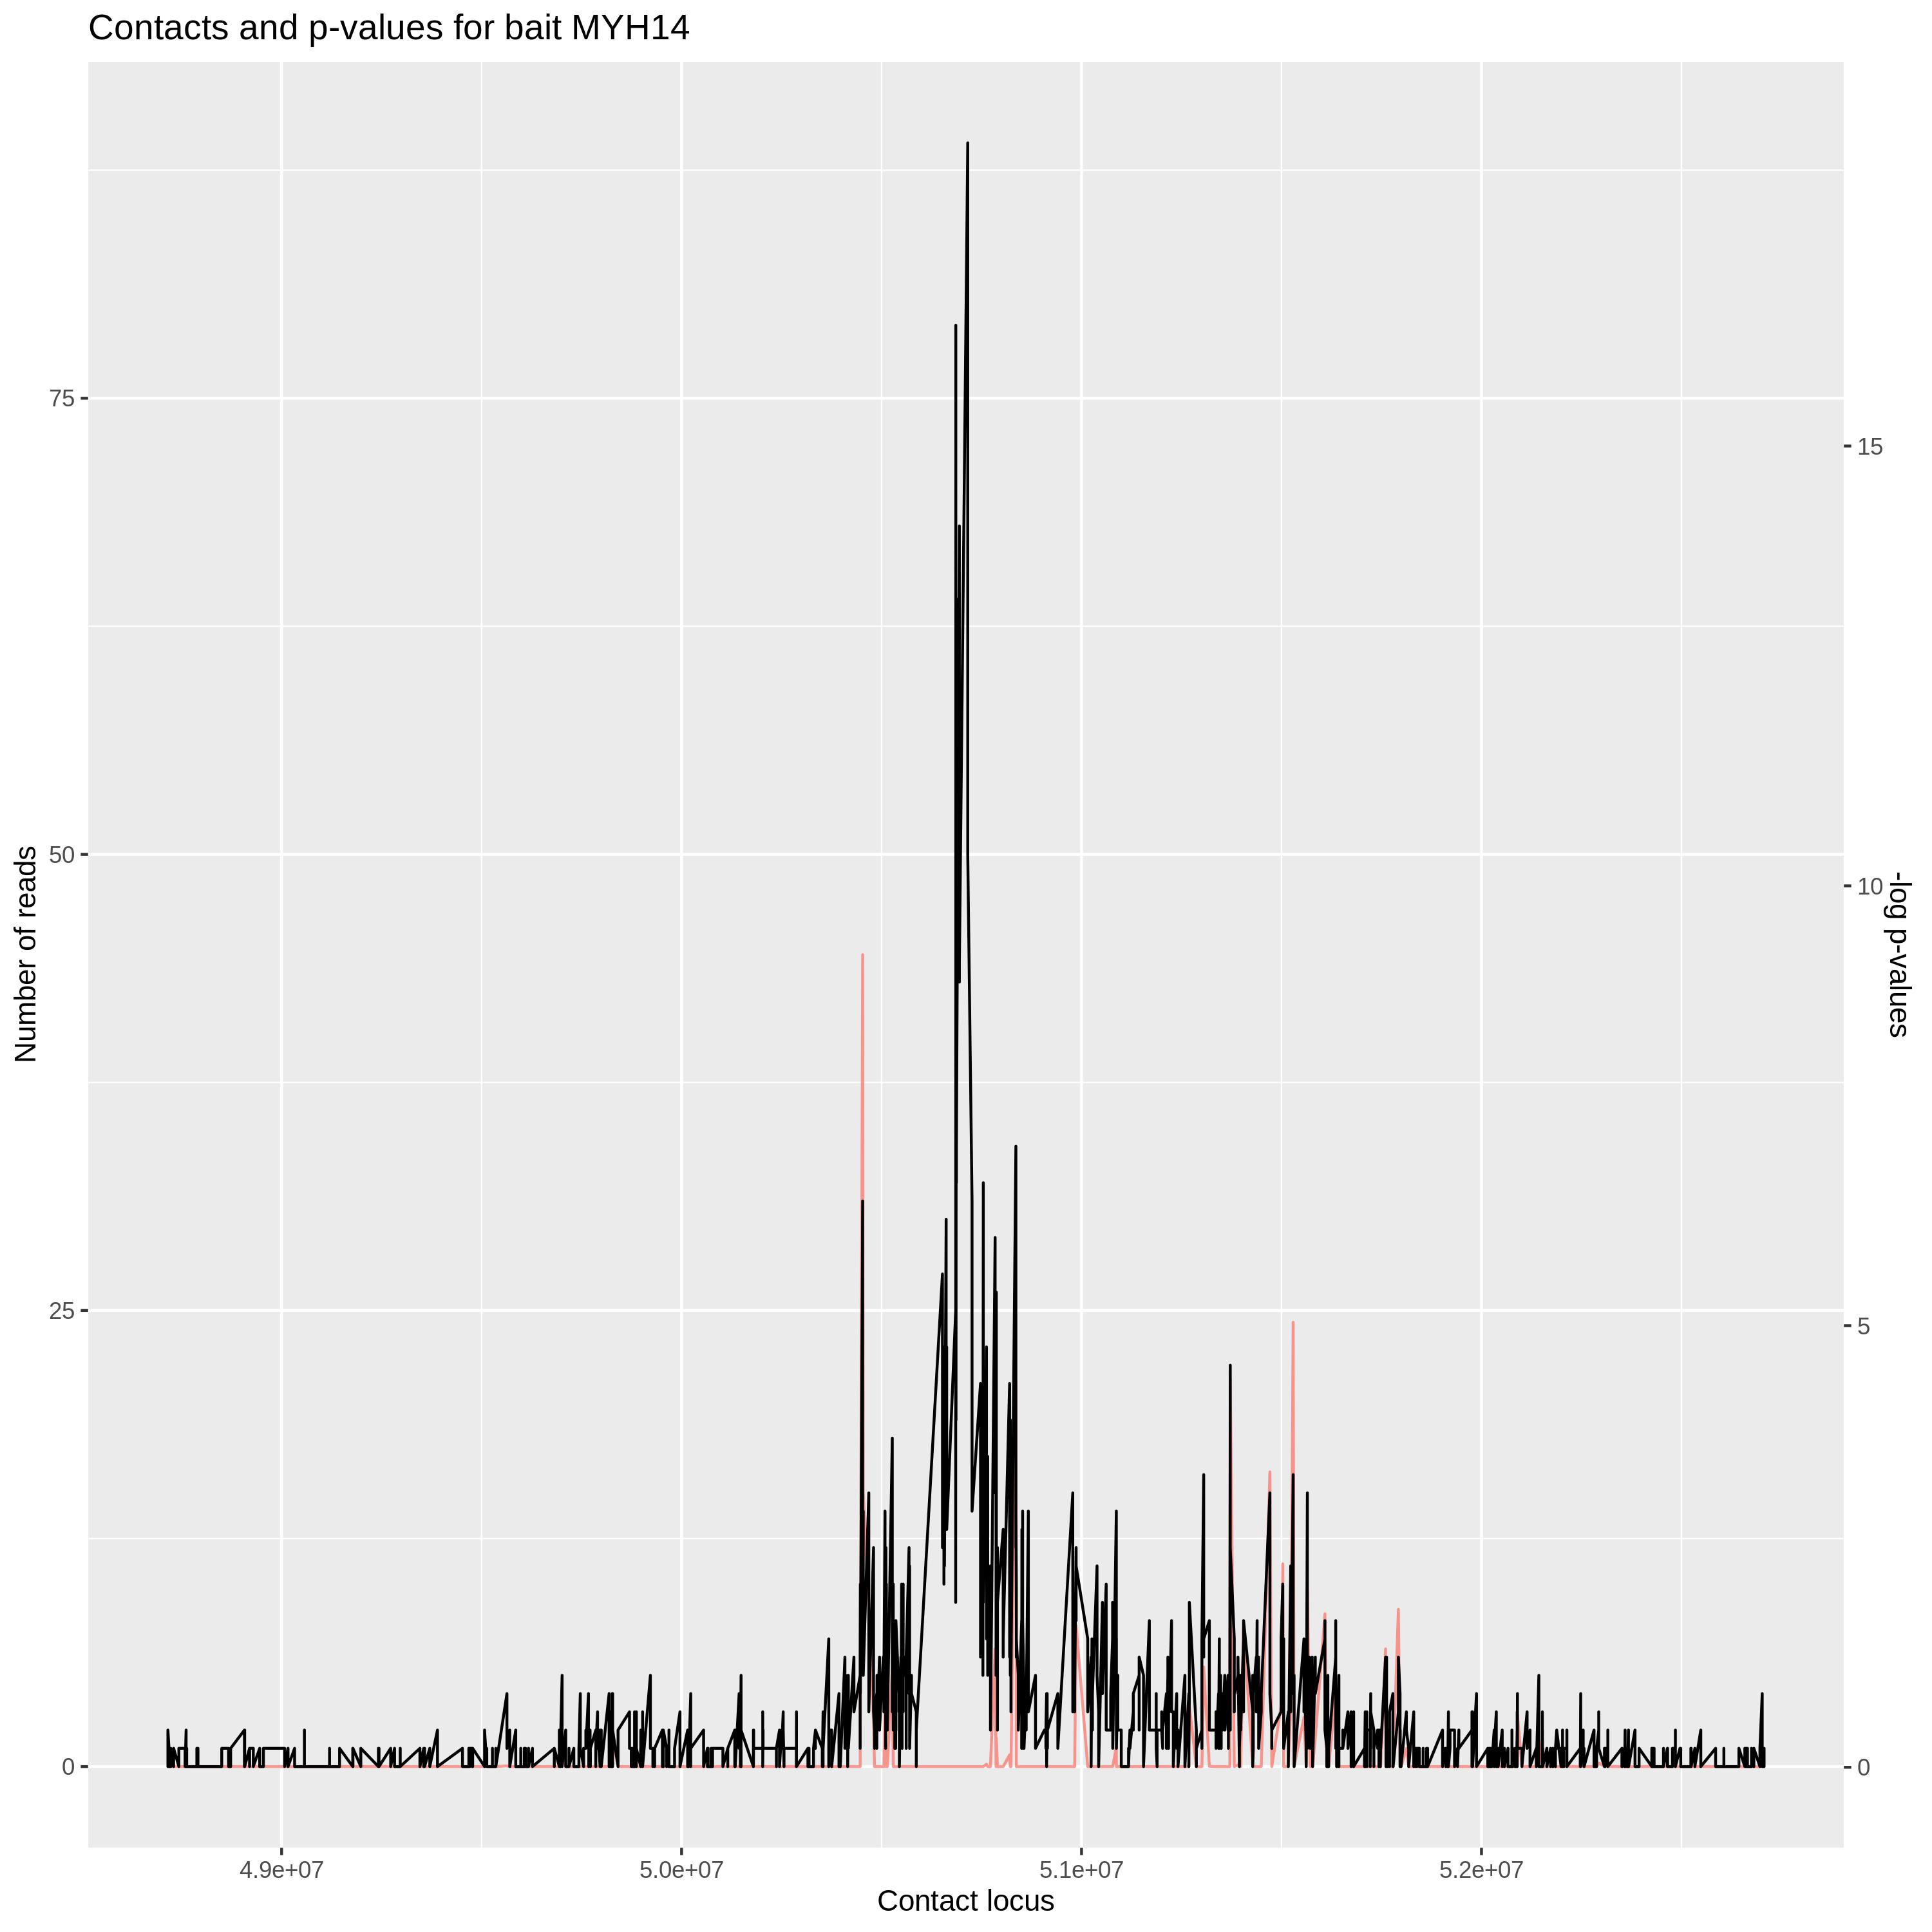 Contacts and p-values for bait MYH14
75
50
25
0
Number of reads
15
10
5
0
-log p-values
4.9e+07
5.0e+07
5.1e+07
5.2e+07
Contact locus